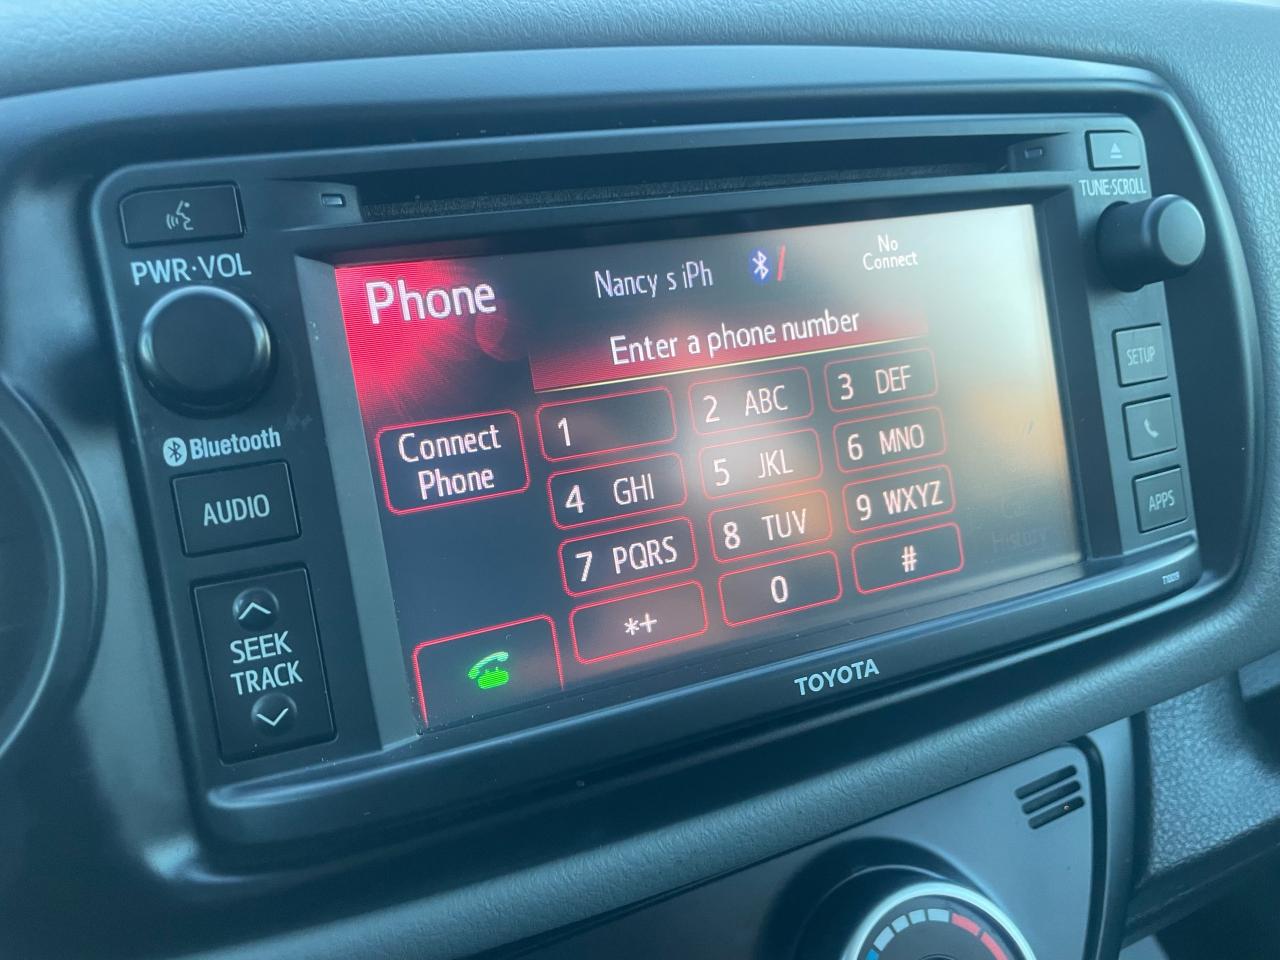 TUNE·SCROLL
PWR·VOL
Phone
Nancy s iPh
No
Connect
Enter a phone number
Connect
Phone
1
2 ABC
3 DEF
4 GHI
5 JKL
6 MNO
7 PQRS
8 TUV
9 WXYZ
*+
0
#
History
Bluetooth
AUDIO
SEEK
TRACK
SETUP
APPS
TOYOTA